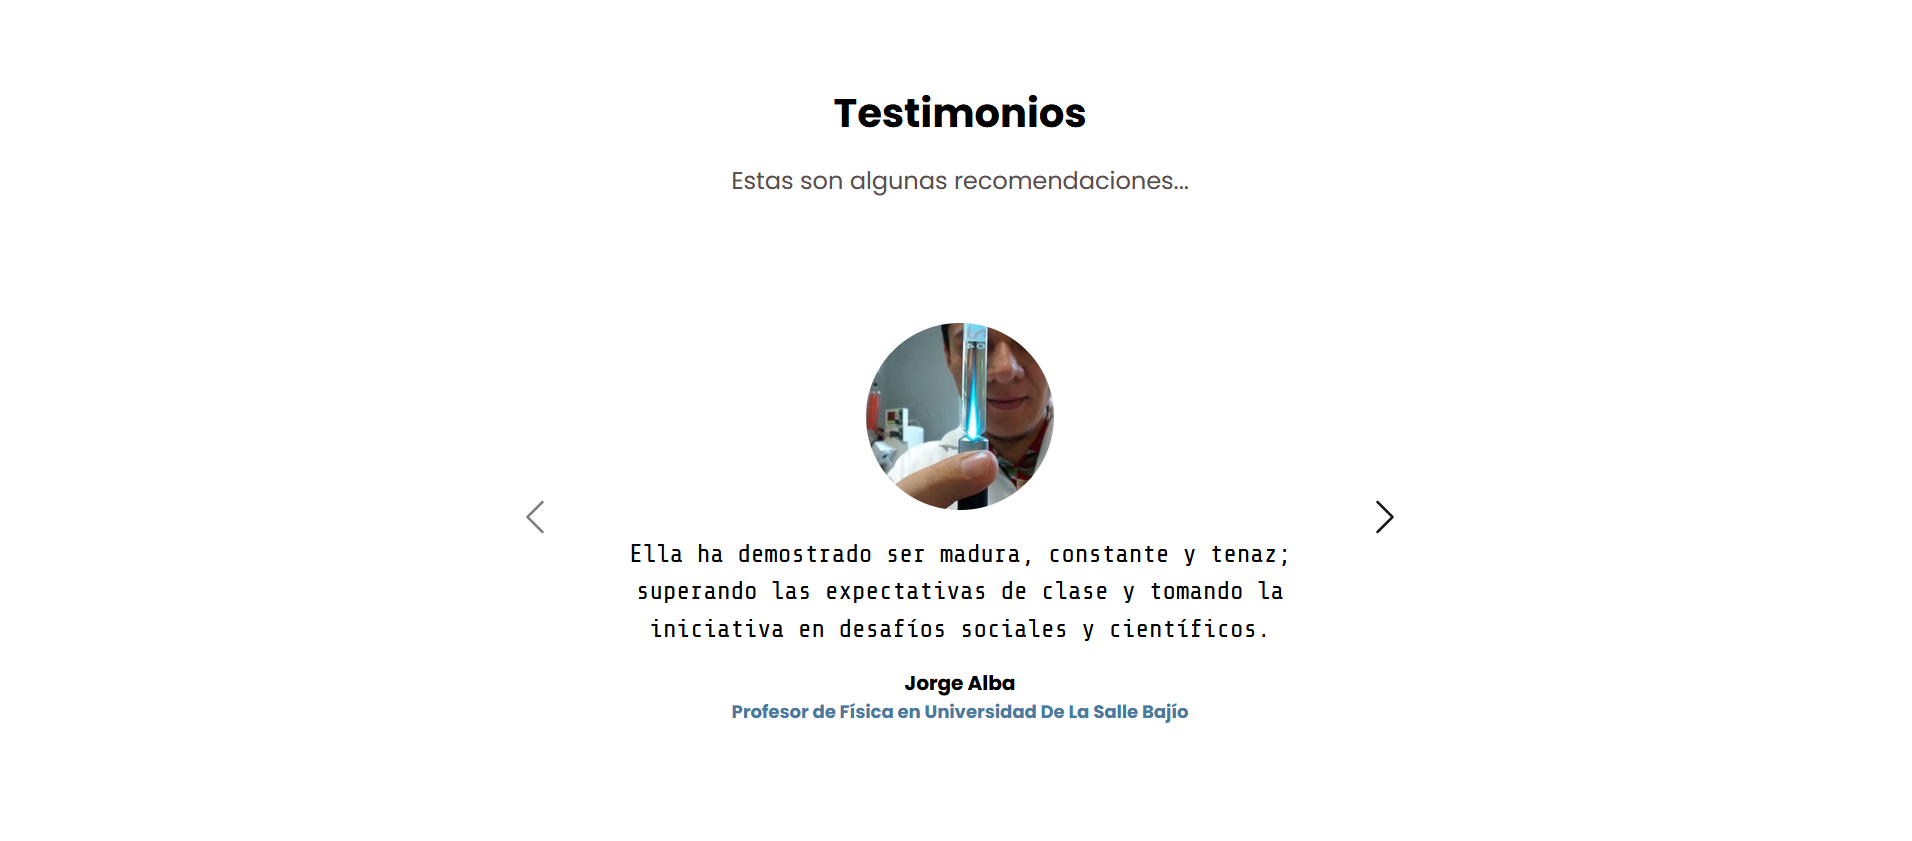 Testimonios
Estas son algunas recomendaciones...
Ella ha demostrado ser madura, constante y tenaz;
superando las expectativas de clase y tomando la
iniciativa en desafíos sociales y científicos.
Jorge Alba
Profesor de Física en Universidad De La Salle Bajío